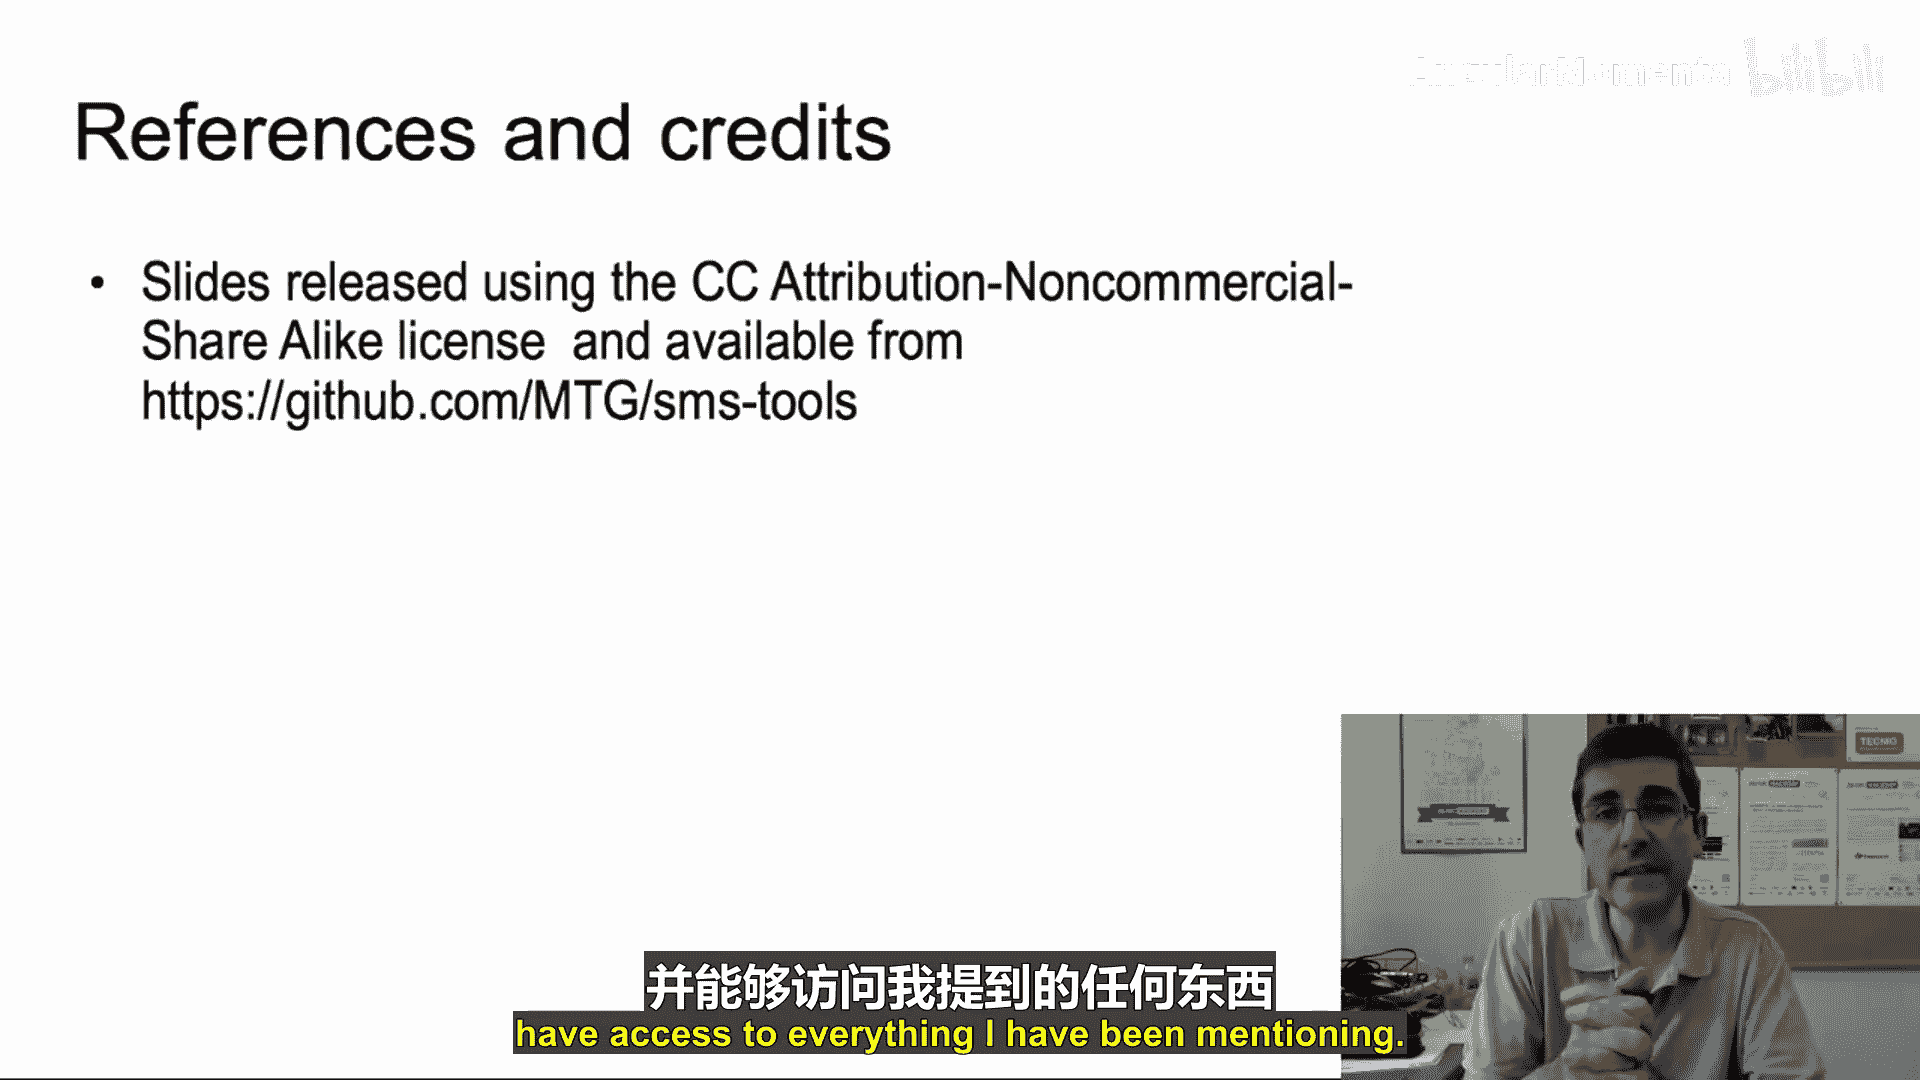 bilibili
References and credits
• Slides released using the CC Attribution-Noncommercial-
Share Alike license and available from
https://github.com/MTG/sms-tools
TECNIO
并能够访问我提到的任何东西
have access to everything I have been mentioning.